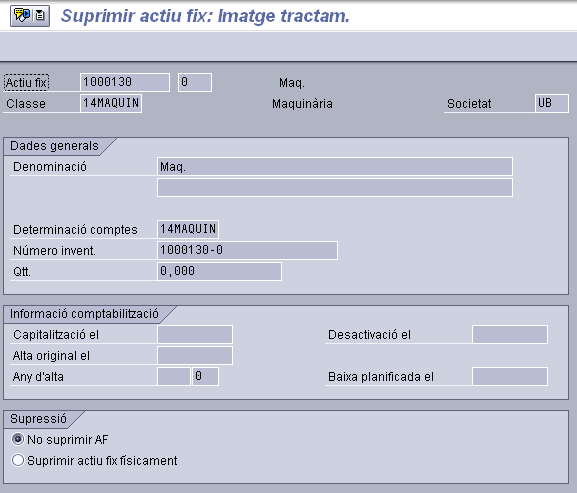 Suprimir actiu fix: Imatge tractam.
Actiu fix 1000130 0 Maq.
Classe 14MAQUIN Maquinària Societat UB
Dades generals
Denominació Maq.
Determinació comptes 14MAQUIN
Número invent. 1000130-0
Qtt. 0,000
Informació comptabilització
Capitalització el Desactivació el
Alta original el
Any d'alta 0 Baixa planificada el
Supressió
No suprimir AF
Suprimir actiu fix físicament